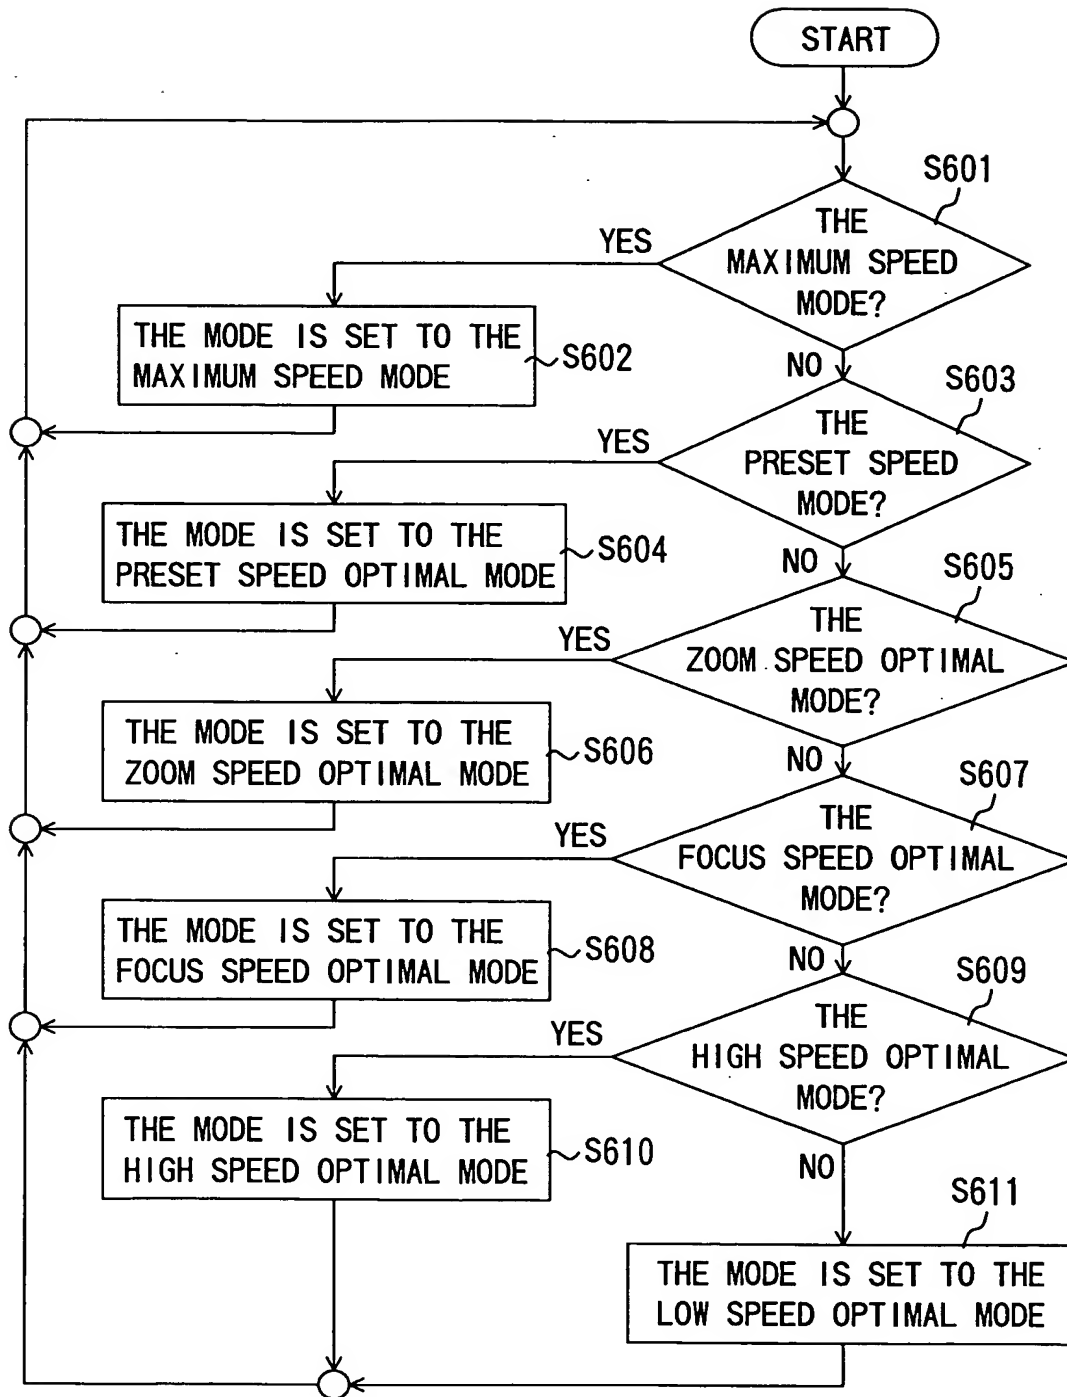 START
S601
THE
MAXIMUM SPEED
MODE?
YES
NO
THE MODE IS SET TO THE
MAXIMUM SPEED MODE
S602
S603
THE
PRESET SPEED
MODE?
YES
NO
THE MODE IS SET TO THE
PRESET SPEED OPTIMAL MODE
S604
S605
THE
ZOOM SPEED OPTIMAL
MODE?
YES
NO
THE MODE IS SET TO THE
ZOOM SPEED OPTIMAL MODE
S606
S607
THE
FOCUS SPEED OPTIMAL
MODE?
YES
NO
THE MODE IS SET TO THE
FOCUS SPEED OPTIMAL MODE
S608
S609
THE
HIGH SPEED OPTIMAL
MODE?
YES
NO
THE MODE IS SET TO THE
HIGH SPEED OPTIMAL MODE
S610
S611
THE MODE IS SET TO THE
LOW SPEED OPTIMAL MODE